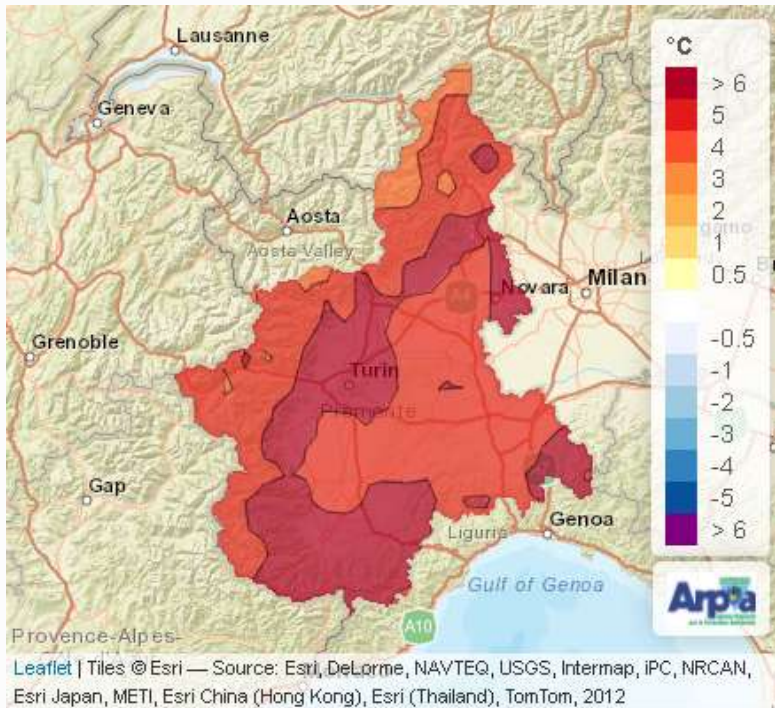 Lausanne
°C
> 6
5
4
3
2
1
0.5
-0.5
-1
-2
-3
-4
-5
> 6
Geneva
Aosta
Aosta Valley
Milan
Novara
Grenoble
Turin
Piemonte
Gap
Genoa
Liguria
Gulf of Genoa
Arpa
A10
Provence-Alpes-
Leaflet | Tiles © Esri — Source: Esri, DeLorme, NAVTEQ, USGS, Intermap, iPC, NRCAN,
Esri Japan, METI, Esri China (Hong Kong), Esri (Thailand), TomTom, 2012